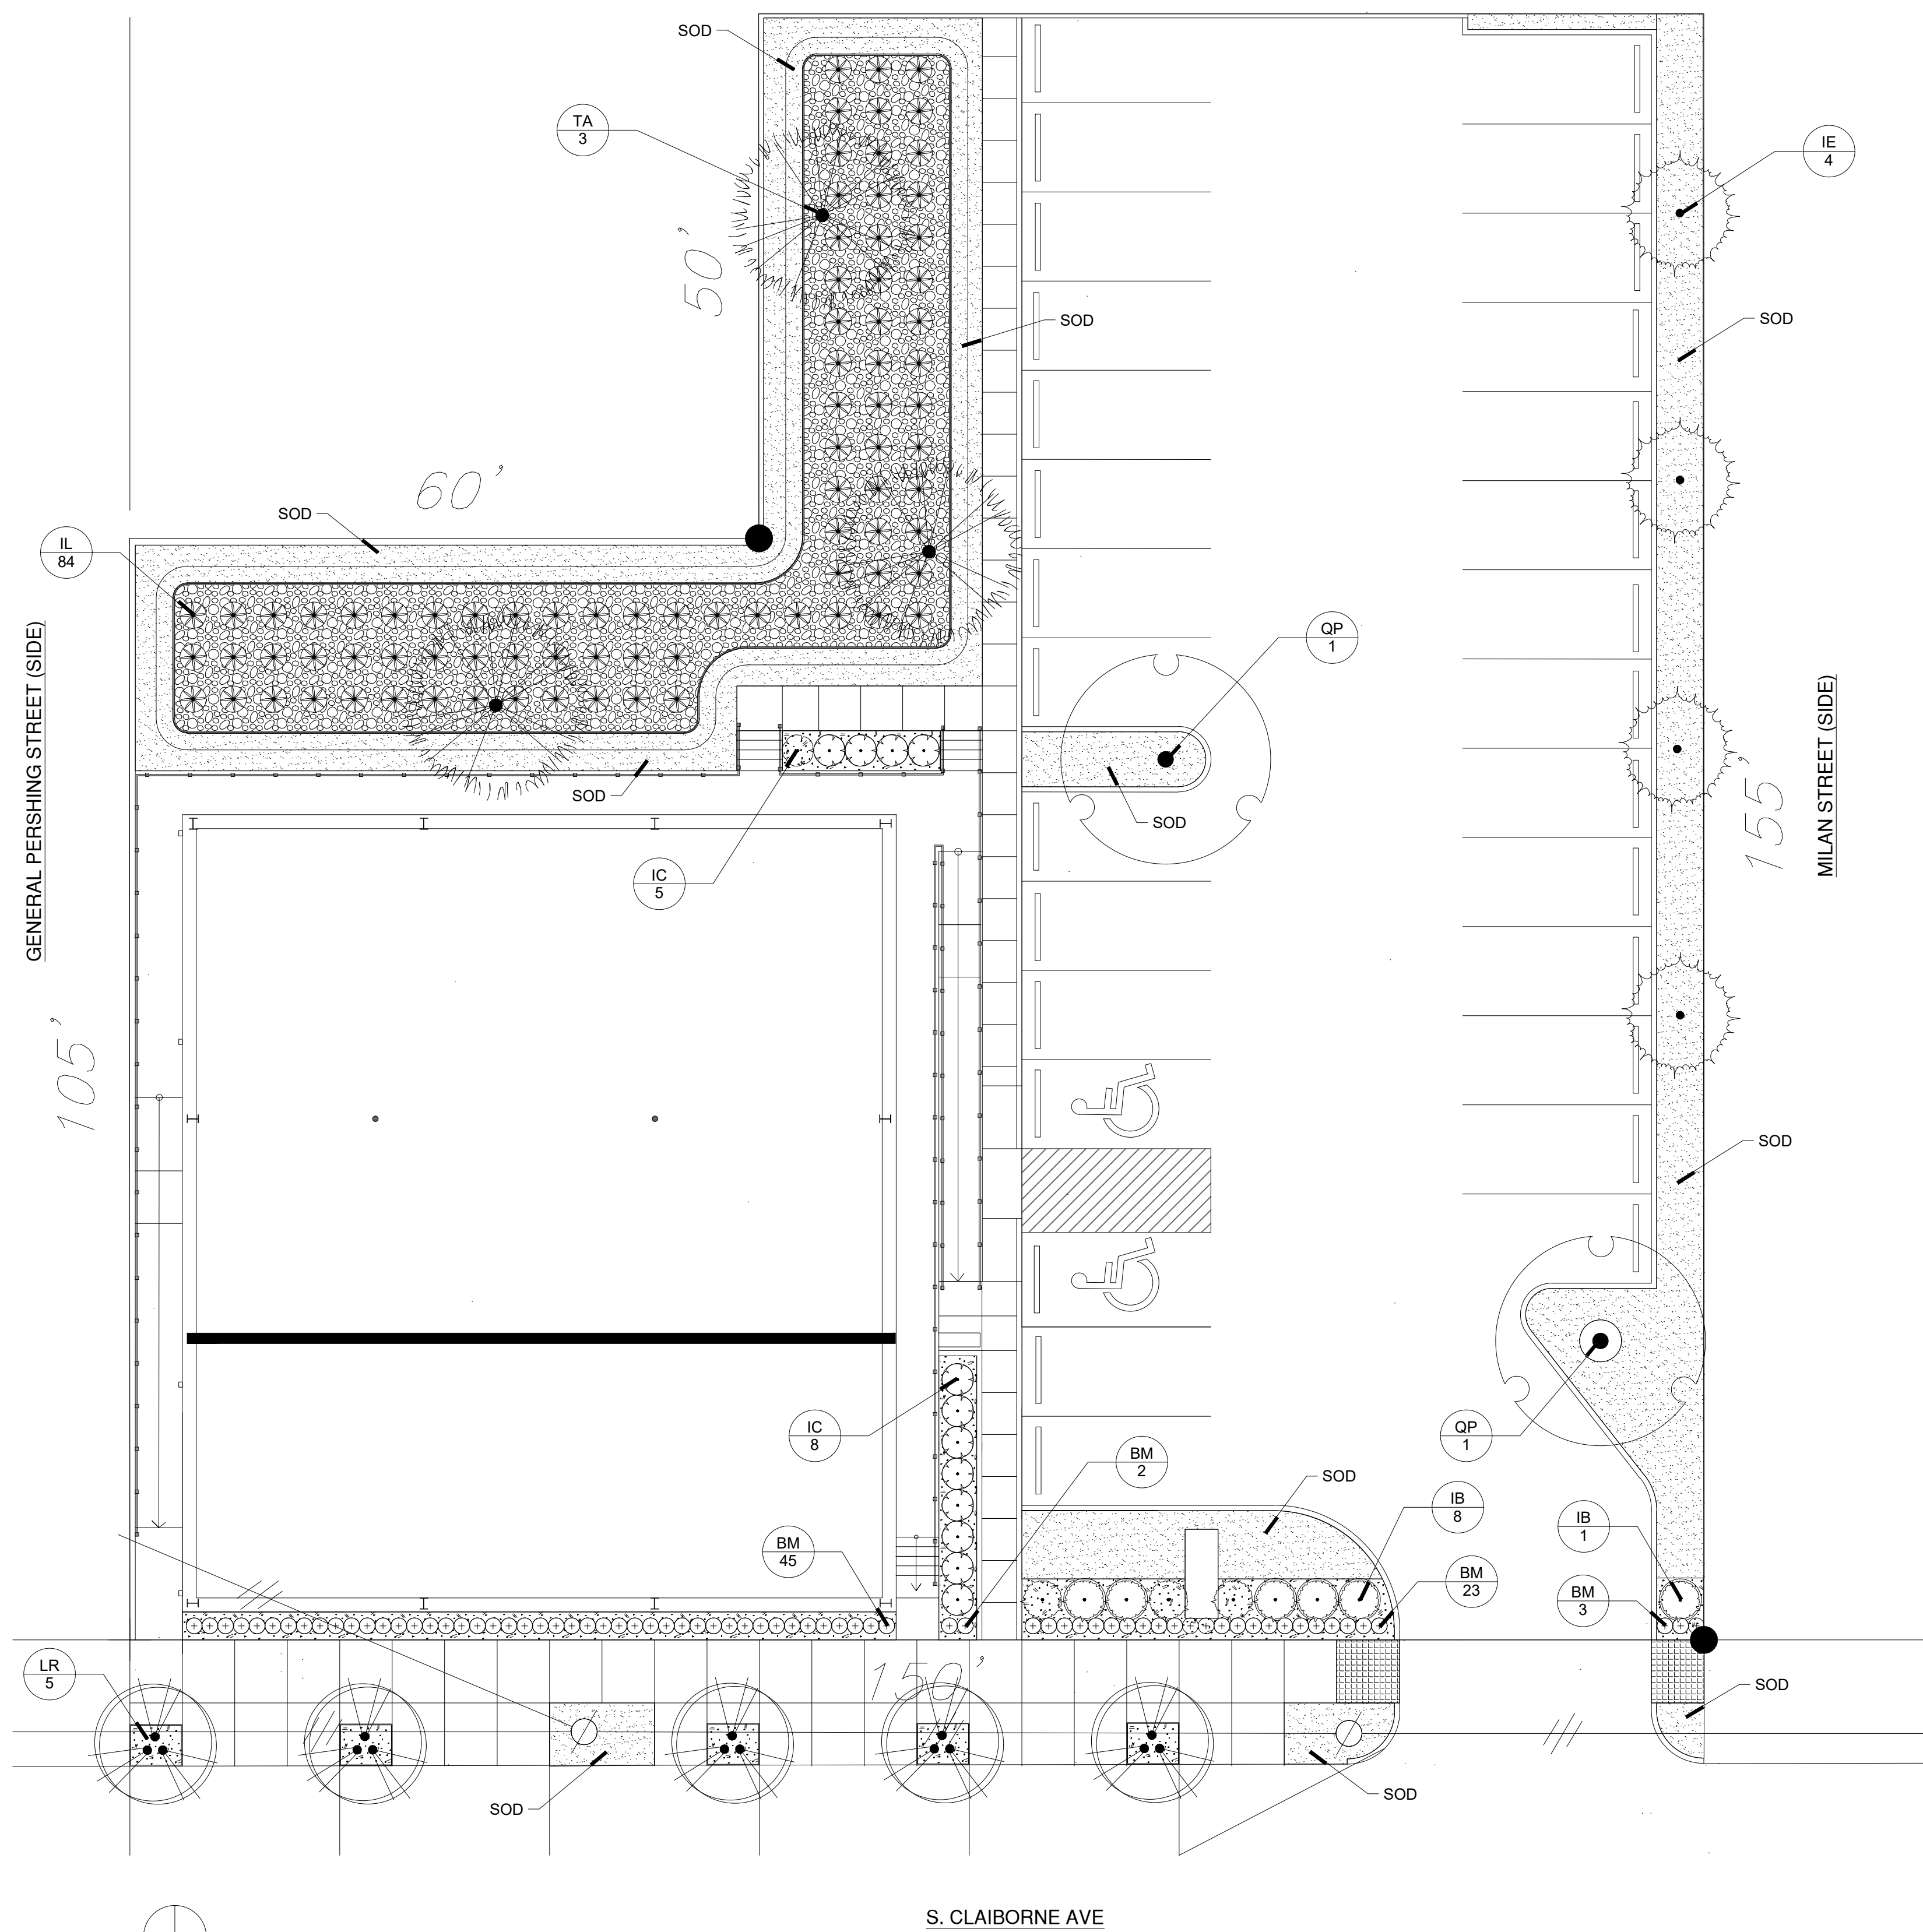 SOD
TA
3
IE
4
50'
SOD
SOD
60'
SOD
IL
84
QP
1
GENERAL PERSHING STREET (SIDE)
MILAN STREET (SIDE)
155'
SOD
SOD
IC
5
105'
SOD
IC
8
QP
1
BM
2
SOD
IB
8
IB
1
BM
45
BM
23
BM
3
LR
5
150'
SOD
SOD
SOD
S. CLAIBORNE AVE